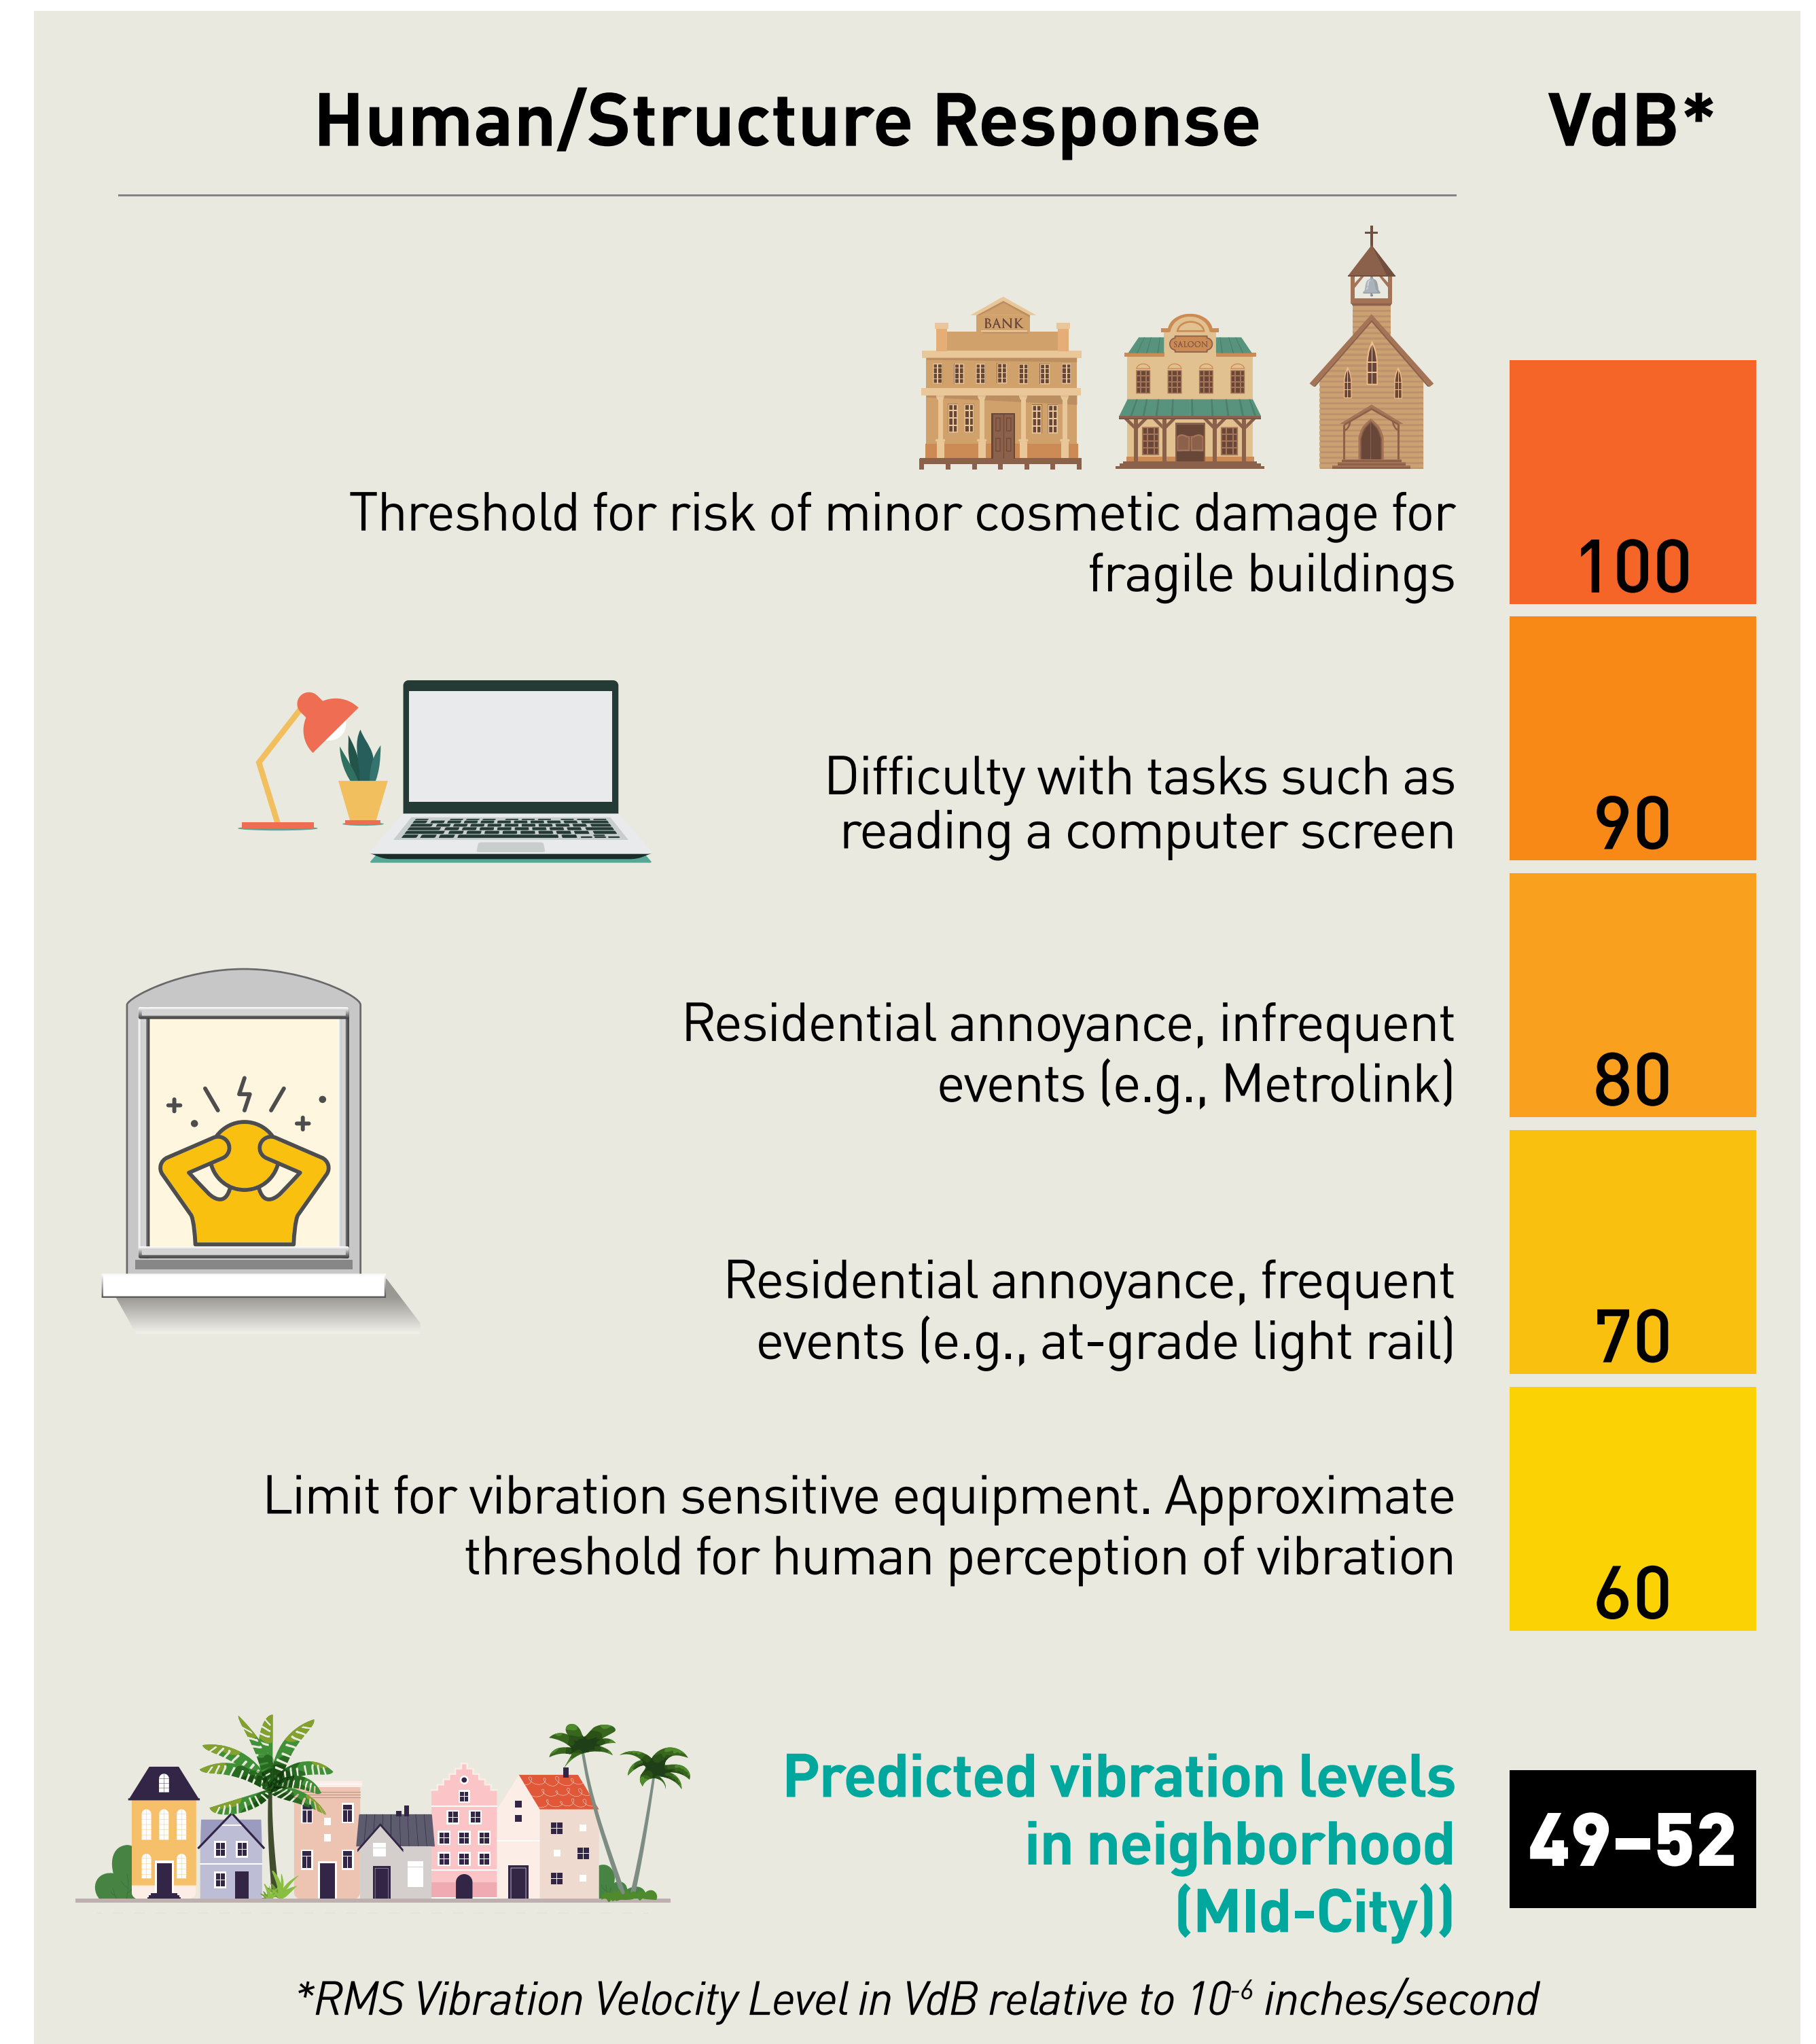 Human/Structure Response VdB*
BANK
SALOON
Threshold for risk of minor cosmetic damage for
fragile buildings
100
Difficulty with tasks such as
reading a computer screen
90
Residential annoyance, infrequent
events (e.g., Metrolink)
80
Residential annoyance, frequent
events (e.g., at-grade light rail)
70
Limit for vibration sensitive equipment. Approximate
threshold for human perception of vibration
60
Predicted vibration levels
in neighborhood
(MId-City))
49–52
*RMS Vibration Velocity Level in VdB relative to 10⁻⁶ inches/second